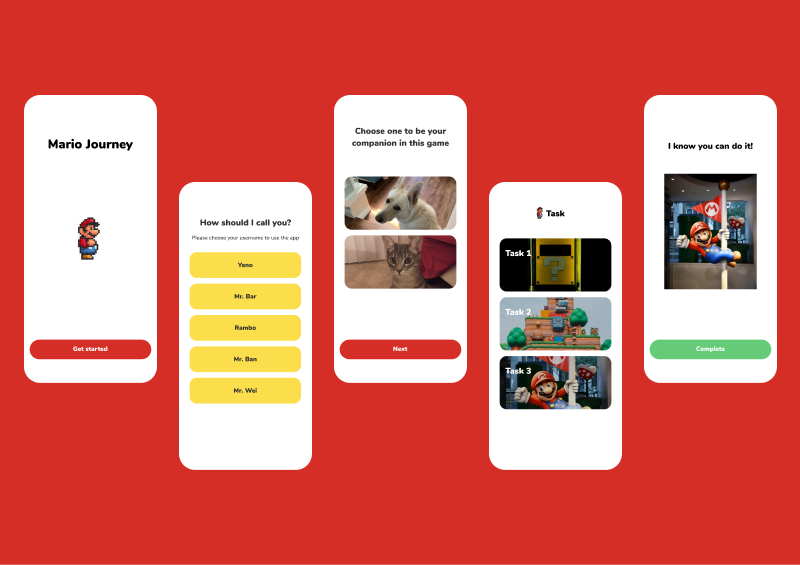 Mario Journey
Get started
How should I call you?
Please choose your username to use the app
Yano
Mr. Bar
Rambo
Mr. Ban
Mr. Wei
Choose one to be your
companion in this game
Next
Task
Task 1
?
Task 2
Task 3
M
I know you can do it!
M
M
Complete